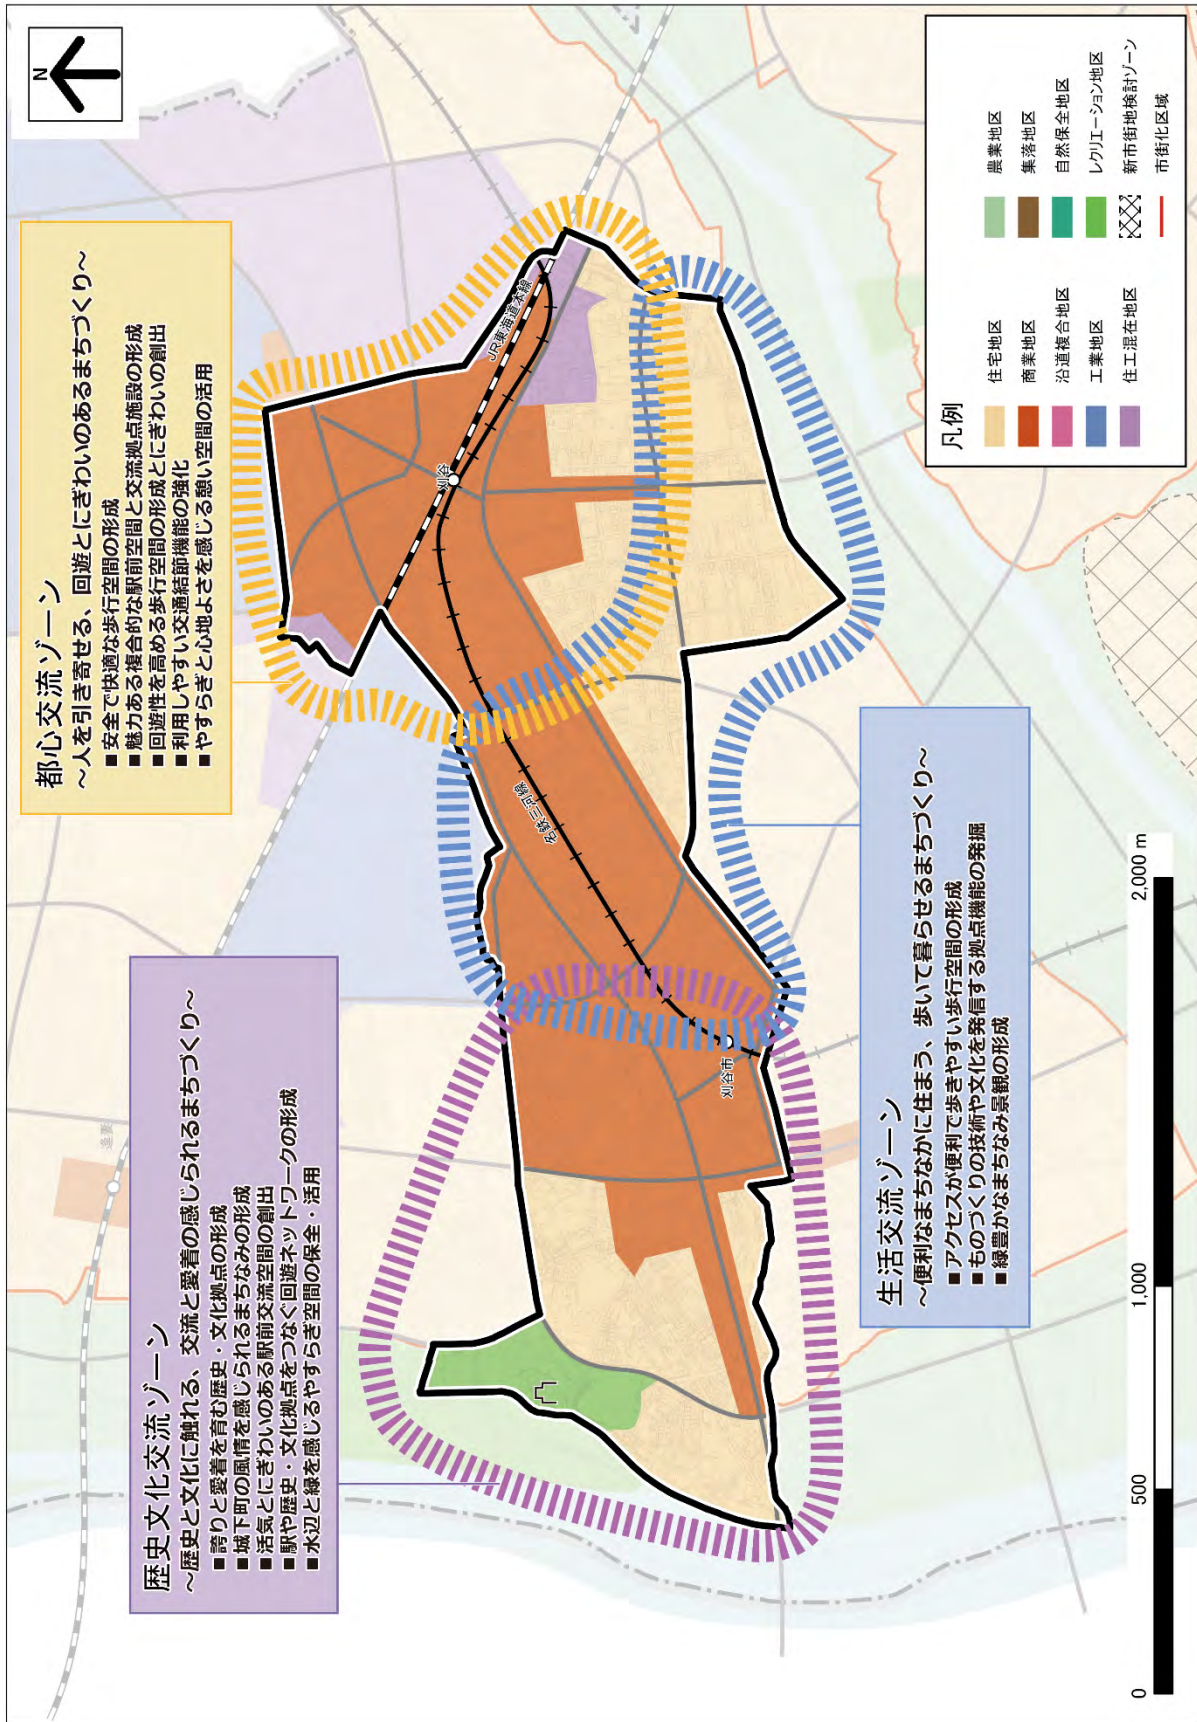 N
歴史文化交流ゾーン
～歴史と文化に触れる、交流と愛着の感じられるまちづくり～
■ 誇りと愛着を育む歴史・文化拠点の形成
■ 城下町の風情を感じられるまちなみの形成
■ 活気とにぎわいのある駅前交流空間の創出
■ 駅や歴史・文化拠点をつなぐ回遊ネットワークの形成
■ 水辺と緑を感じるやすらぎ空間の保全・活用
都心交流ゾーン
～人を引き寄せる、回遊とにぎわいのあるまちづくり～
■ 安全で快適な歩行空間の形成
■ 魅力ある複合的な駅前空間と交流拠点施設の形成
■ 回遊性を高める歩行空間の形成とにぎわいの創出
■ 利用しやすい交通結節機能の強化
■ やすらぎと心地よさを感じる憩い空間の活用
逢妻
JR東海道本線
刈谷
名鉄三河線
刈谷市
生活交流ゾーン
～便利なまちなかに住まう、歩いて暮らせるまちづくり～
■ アクセスが便利で歩きやすい歩行空間の形成
■ ものづくりの技術や文化を発信する拠点機能の発掘
■ 緑豊かなまちなみ景観の形成
凡例
住宅地区
商業地区
沿道複合地区
工業地区
住工混在地区
農業地区
集落地区
自然保全地区
レクリエーション地区
新市街地検討ゾーン
市街化区域
0
500
1,000
2,000 m